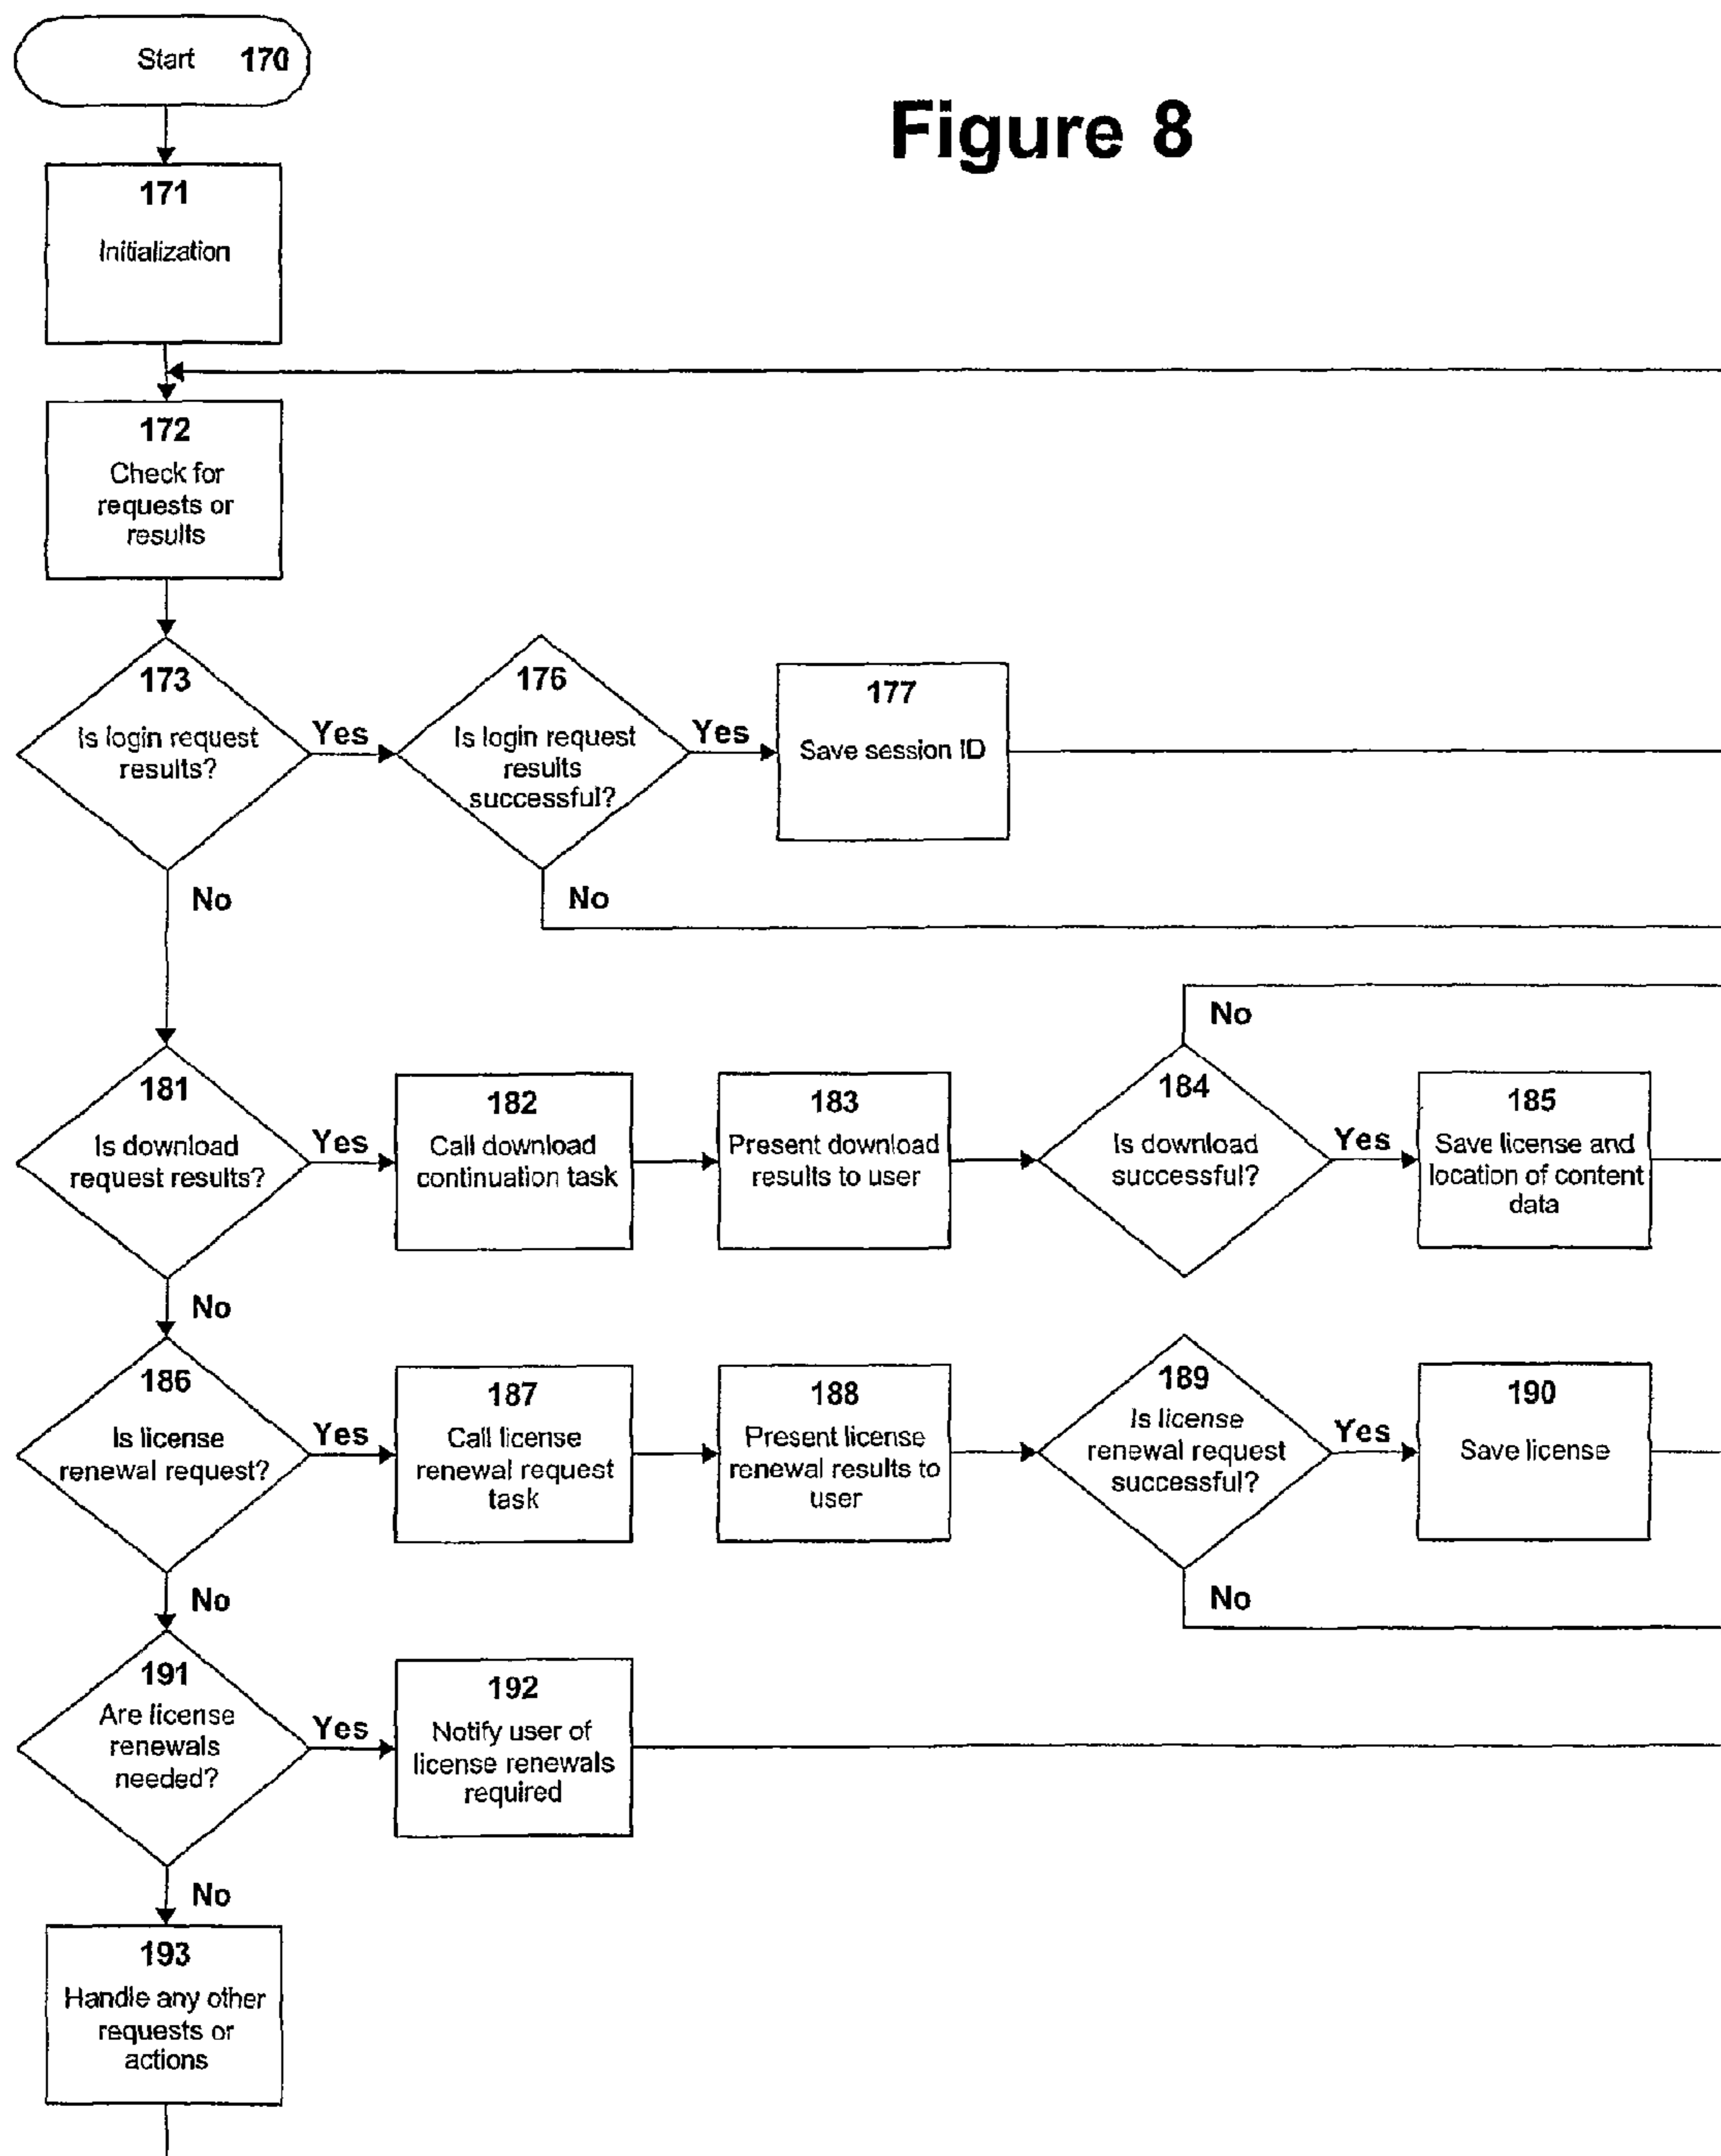 Start 170
Figure 8
171
Initialization
172
Check for
requests or
results
173
Is login request
results?
Yes
No
176
Is login request
results
successful?
Yes
No
177
Save session ID
181
Is download
request results?
Yes
No
182
Call download
continuation task
183
Present download
results to user
184
Is download
successful?
No
Yes
185
Save license and
location of content
data
186
Is license
renewal request?
Yes
No
187
Call license
renewal request
task
188
Present license
renewal results to
user
189
Is license
renewal request
successful?
Yes
No
190
Save license
191
Are license
renewals
needed?
Yes
No
192
Notify user of
license renewals
required
193
Handle any other
requests or
actions